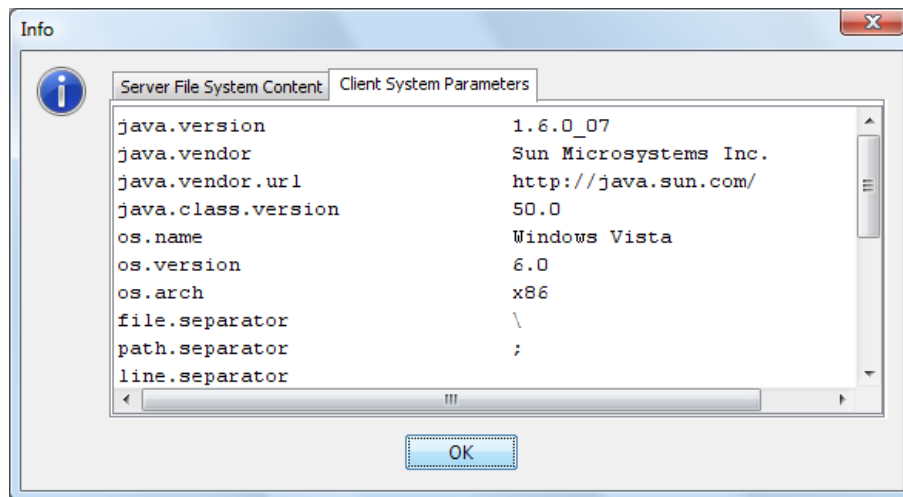 Info
Server File System Content Client System Parameters
java.version 1.6.0_07
java.vendor Sun Microsystems Inc.
java.vendor.url http://java.sun.com/
java.class.version 50.0
os.name Windows Vista
os.version 6.0
os.arch x86
file.separator \
path.separator ;
line.separator
OK